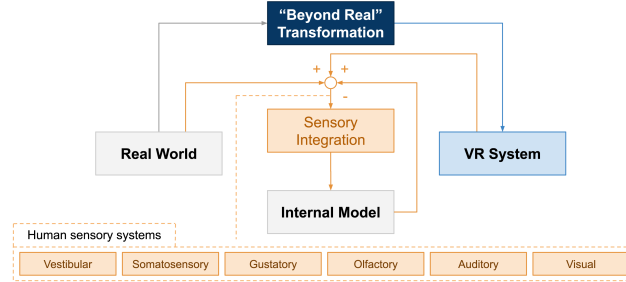 “Beyond Real”
Transformation
+ +
-
Sensory
Integration
Real World
VR System
Internal Model
Human sensory systems
Vestibular Somatosensory Gustatory Olfactory Auditory Visual